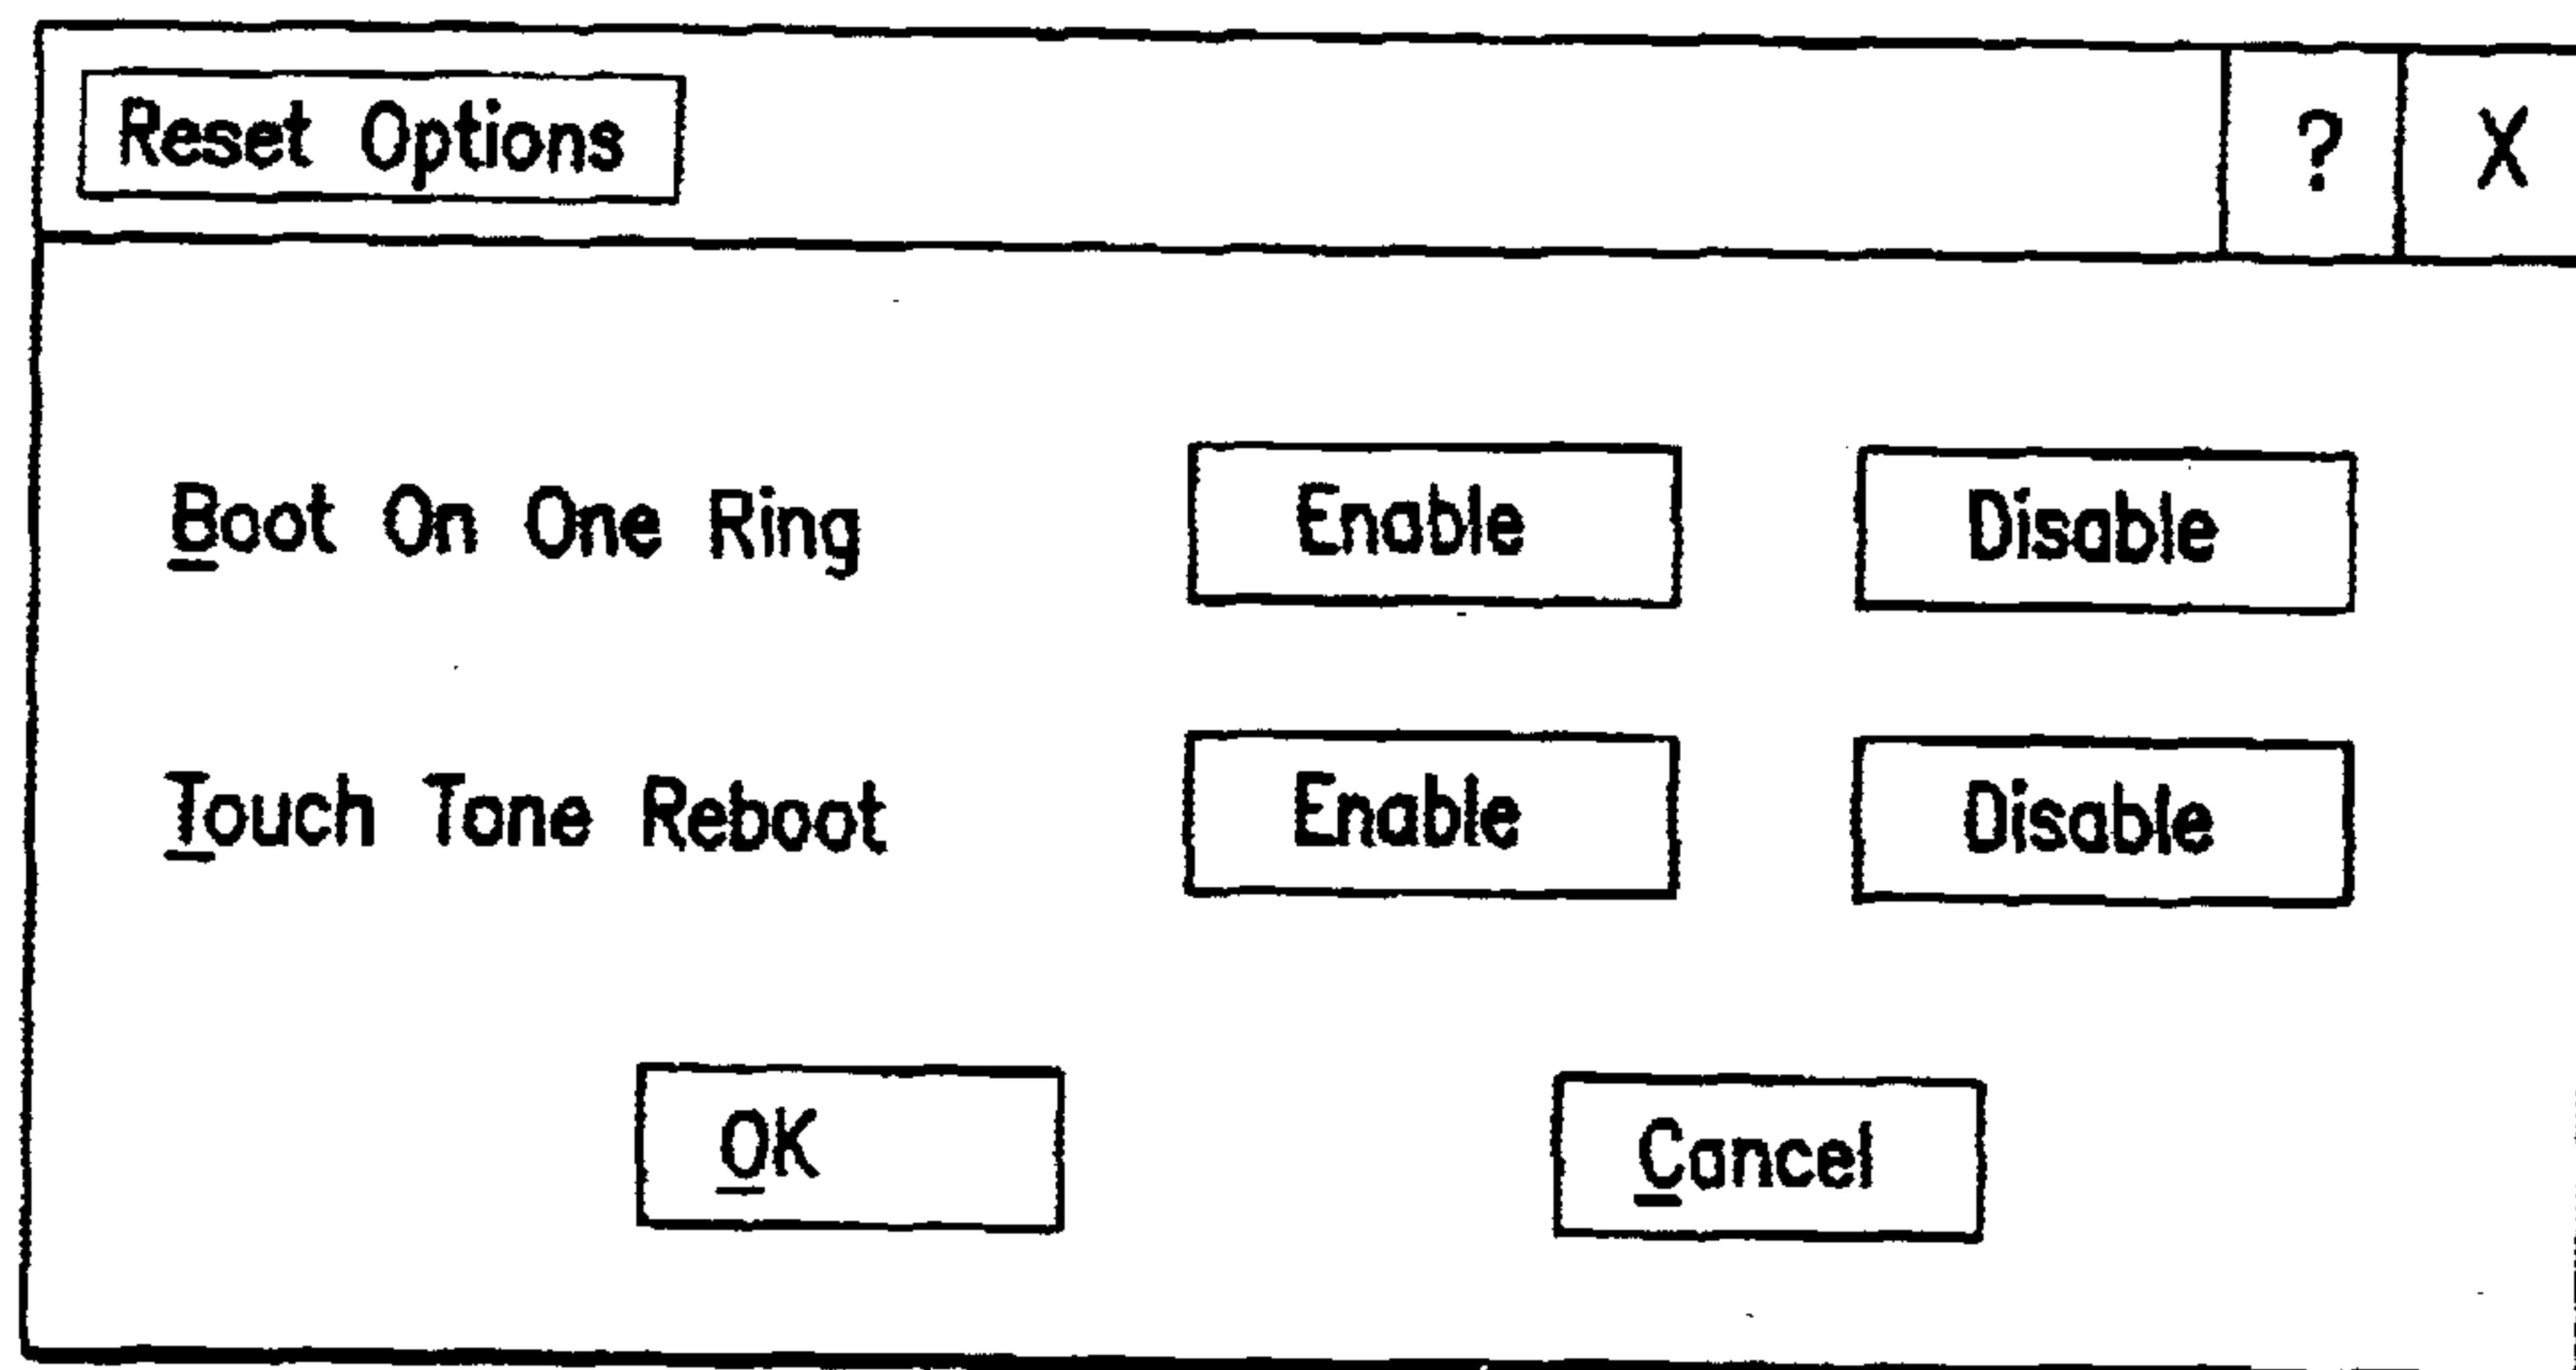 Reset Options ? X
Boot On One Ring Enable Disable
Touch Tone Reboot Enable Disable
OK Cancel